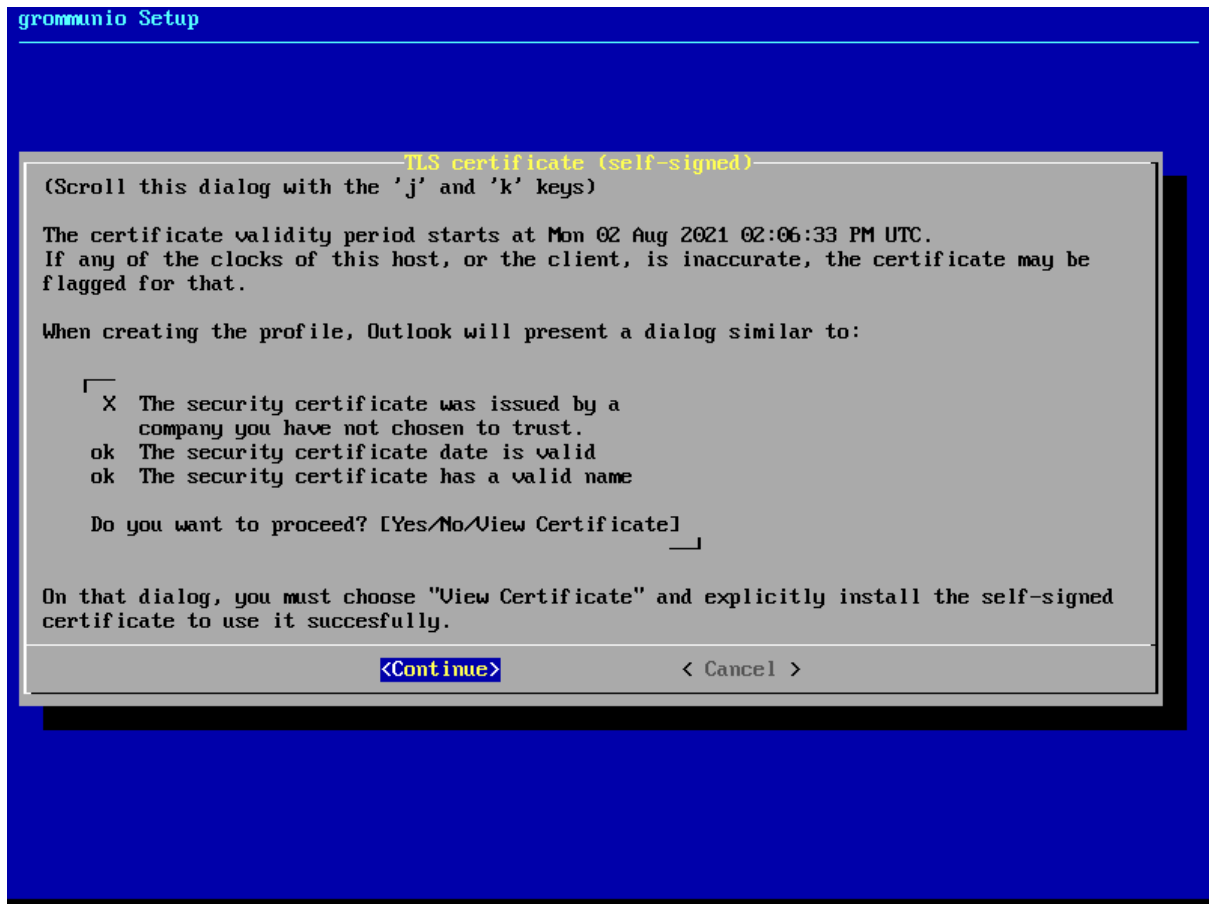 grommunio Setup
TLS certificate (self-signed)
(Scroll this dialog with the 'j' and 'k' keys)
The certificate validity period starts at Mon 02 Aug 2021 02:06:33 PM UTC.
If any of the clocks of this host, or the client, is inaccurate, the certificate may be
flagged for that.
When creating the profile, Outlook will present a dialog similar to:
X The security certificate was issued by a
company you have not chosen to trust.
ok The security certificate date is valid
ok The security certificate has a valid name
Do you want to proceed? [Yes/No/View Certificate]
On that dialog, you must choose "View Certificate" and explicitly install the self-signed
certificate to use it succesfully.
<Continue> < Cancel >